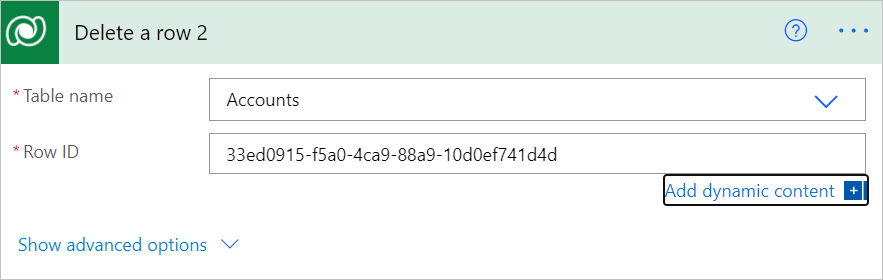 Delete a row 2
* Table name
Accounts
* Row ID
33ed0915-f5a0-4ca9-88a9-10d0ef741d4d
Add dynamic content
Show advanced options